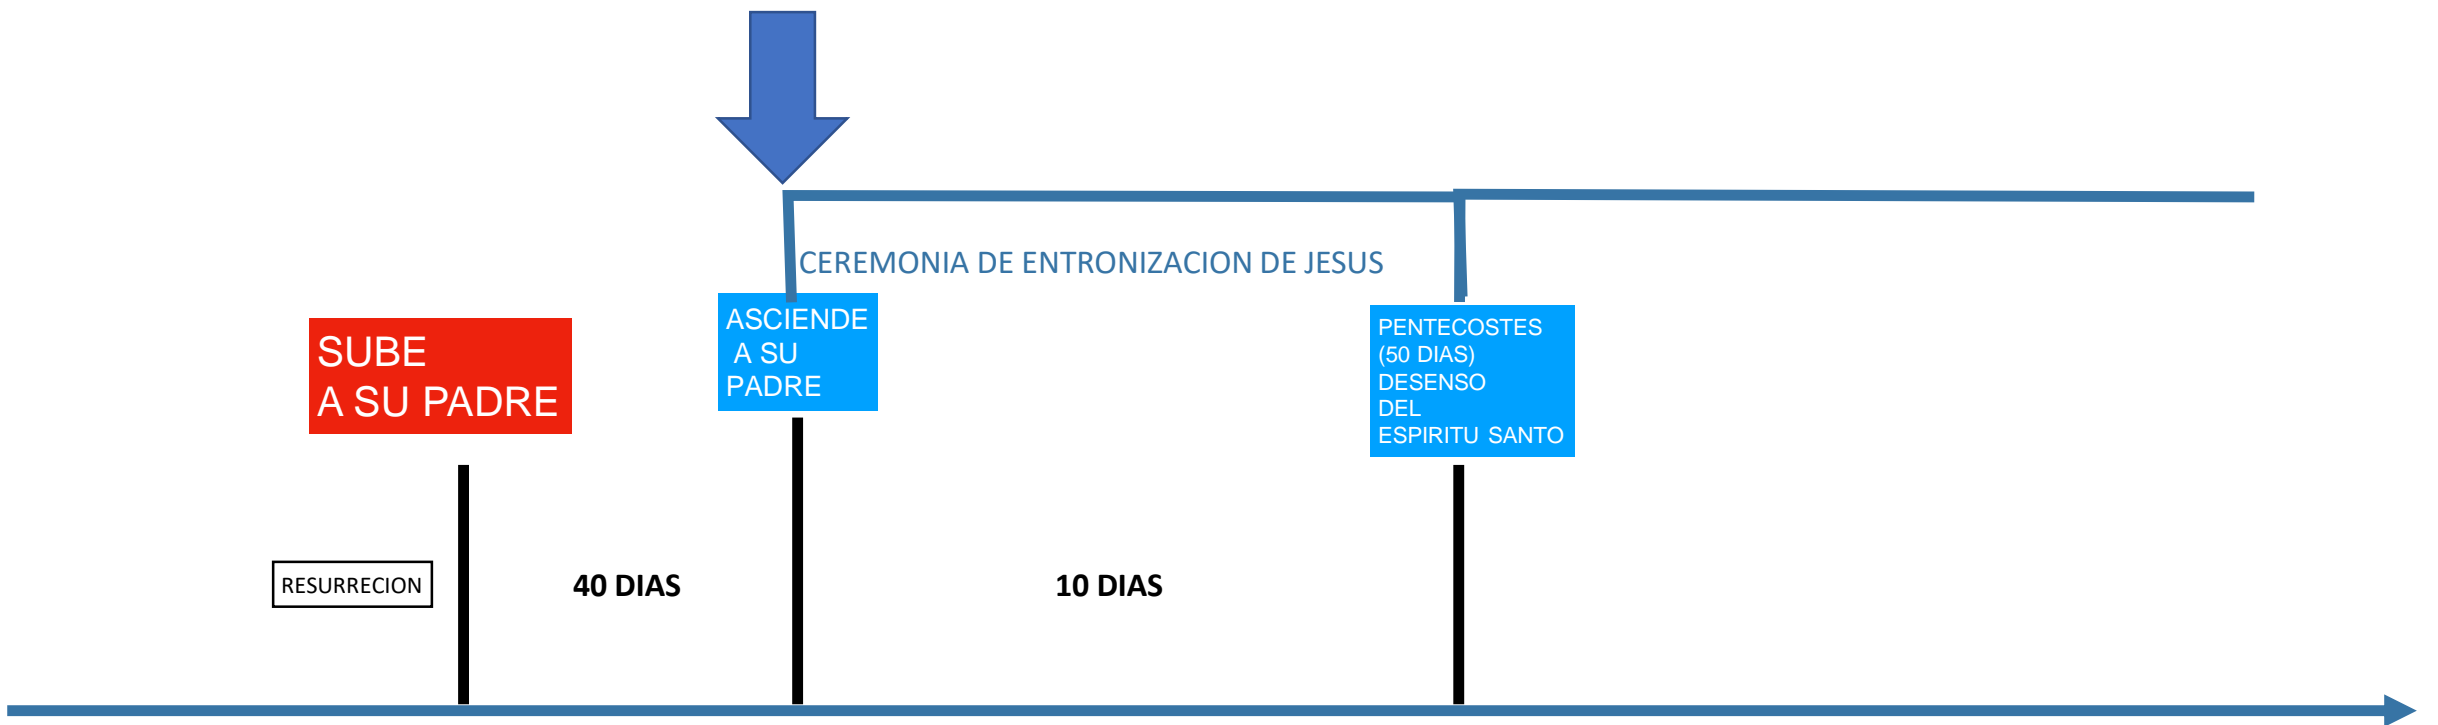 CEREMONIA DE ENTRONIZACION DE JESUS
SUBE
A SU PADRE
ASCIENDE
A SU
PADRE
PENTECOSTES
(50 DIAS)
DESENSO
DEL
ESPIRITU SANTO
RESURRECION
40 DIAS
10 DIAS